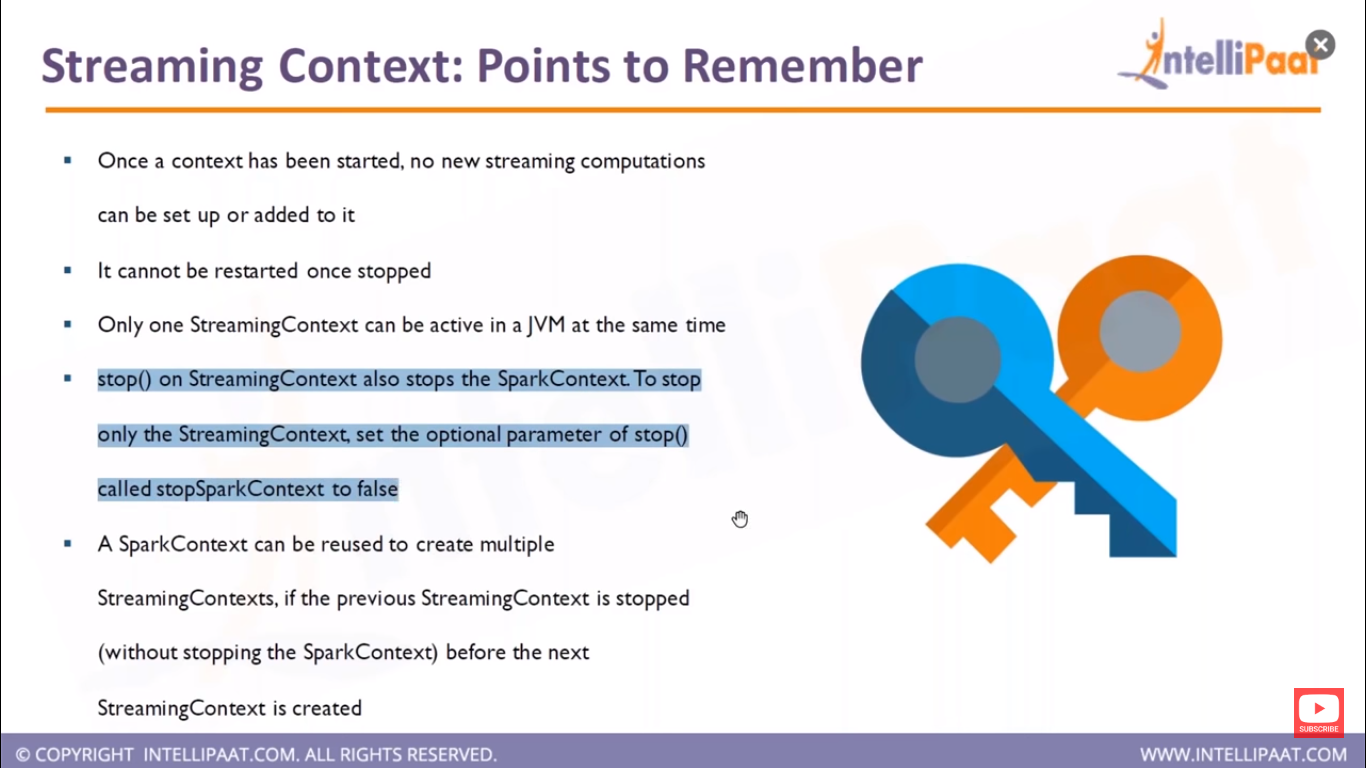 Streaming Context: Points to Remember
IntelliPaat
Once a context has been started, no new streaming computations
can be set up or added to it
It cannot be restarted once stopped
Only one StreamingContext can be active in a JVM at the same time
stop() on StreamingContext also stops the SparkContext. To stop
only the StreamingContext, set the optional parameter of stop()
called stopSparkContext to false
A SparkContext can be reused to create multiple
StreamingContexts, if the previous StreamingContext is stopped
(without stopping the SparkContext) before the next
StreamingContext is created
SUBSCRIBE
© COPYRIGHT INTELLIPAAT.COM. ALL RIGHTS RESERVED.
WWW.INTELLIPAAT.COM